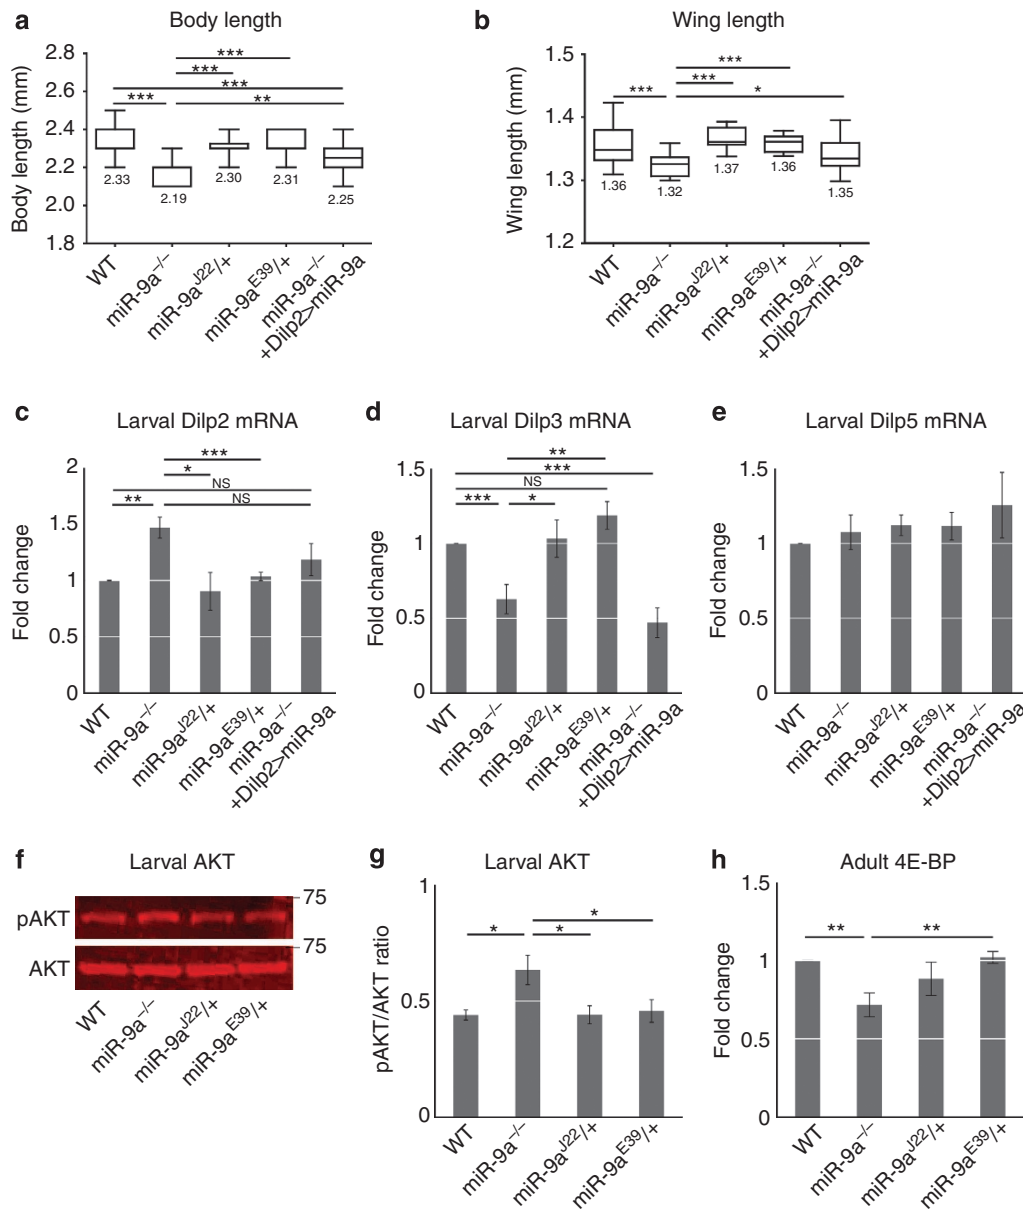 a Body length
Body length (mm)
2.8
2.6
2.4
2.2
2.0
1.8
***
***
***
***
**
2.33
2.19
2.30
2.31
2.25
WT
miR-9a–/–
miR-9aJ22/+
miR-9aE39/+
miR-9a–/–
+Dilp2>miR-9a
b Wing length
Wing length (mm)
1.5
1.4
1.3
1.2
***
***
***
*
1.36
1.32
1.37
1.36
1.35
WT
miR-9a–/–
miR-9aJ22/+
miR-9aE39/+
miR-9a–/–
+Dilp2>miR-9a
c Larval Dilp2 mRNA
Fold change
2
1.5
1
0.5
0
***
*
NS
**
NS
WT
miR-9a–/–
miR-9aJ22/+
miR-9aE39/+
miR-9a–/–
+Dilp2>miR-9a
d Larval Dilp3 mRNA
Fold change
1.5
1
0.5
0
**
***
NS
***
*
WT
miR-9a–/–
miR-9aJ22/+
miR-9aE39/+
miR-9a–/–
+Dilp2>miR-9a
e Larval Dilp5 mRNA
Fold change
1.5
1
0.5
0
WT
miR-9a–/–
miR-9aJ22/+
miR-9aE39/+
miR-9a–/–
+Dilp2>miR-9a
f Larval AKT
75
pAKT
75
AKT
WT
miR-9a–/–
miR-9aJ22/+
miR-9aE39/+
g Larval AKT
pAKT/AKT ratio
1
0.5
0
*
*
*
WT
miR-9a–/–
miR-9aJ22/+
miR-9aE39/+
h Adult 4E-BP
Fold change
1.5
1
0.5
0
**
**
WT
miR-9a–/–
miR-9aJ22/+
miR-9aE39/+